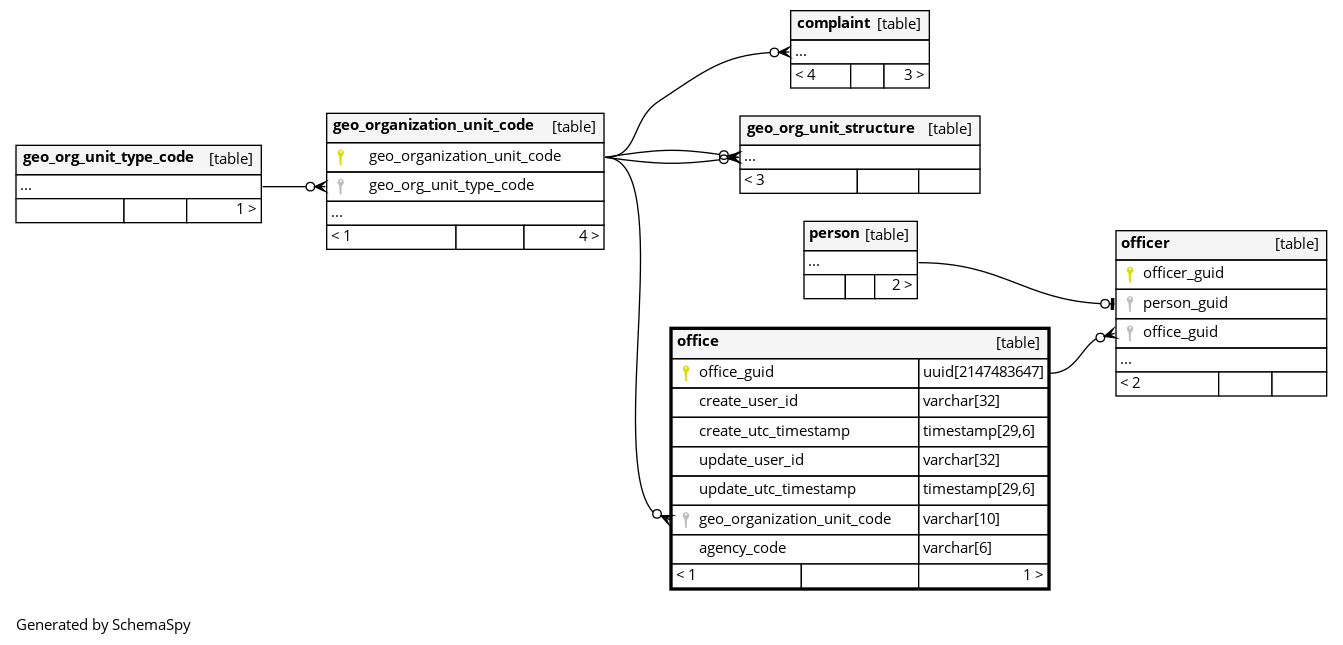 complaint [table]
...
< 4 3 >
geo_organization_unit_code [table]
geo_organization_unit_code
geo_org_unit_type_code
...
< 1 4 >
geo_org_unit_structure [table]
...
< 3
geo_org_unit_type_code [table]
...
1 >
person [table]
...
2 >
officer [table]
officer_guid
person_guid
office_guid
...
< 2
office [table]
office_guid uuid[2147483647]
create_user_id varchar[32]
create_utc_timestamp timestamp[29,6]
update_user_id varchar[32]
update_utc_timestamp timestamp[29,6]
geo_organization_unit_code varchar[10]
agency_code varchar[6]
< 1 1 >
Generated by SchemaSpy